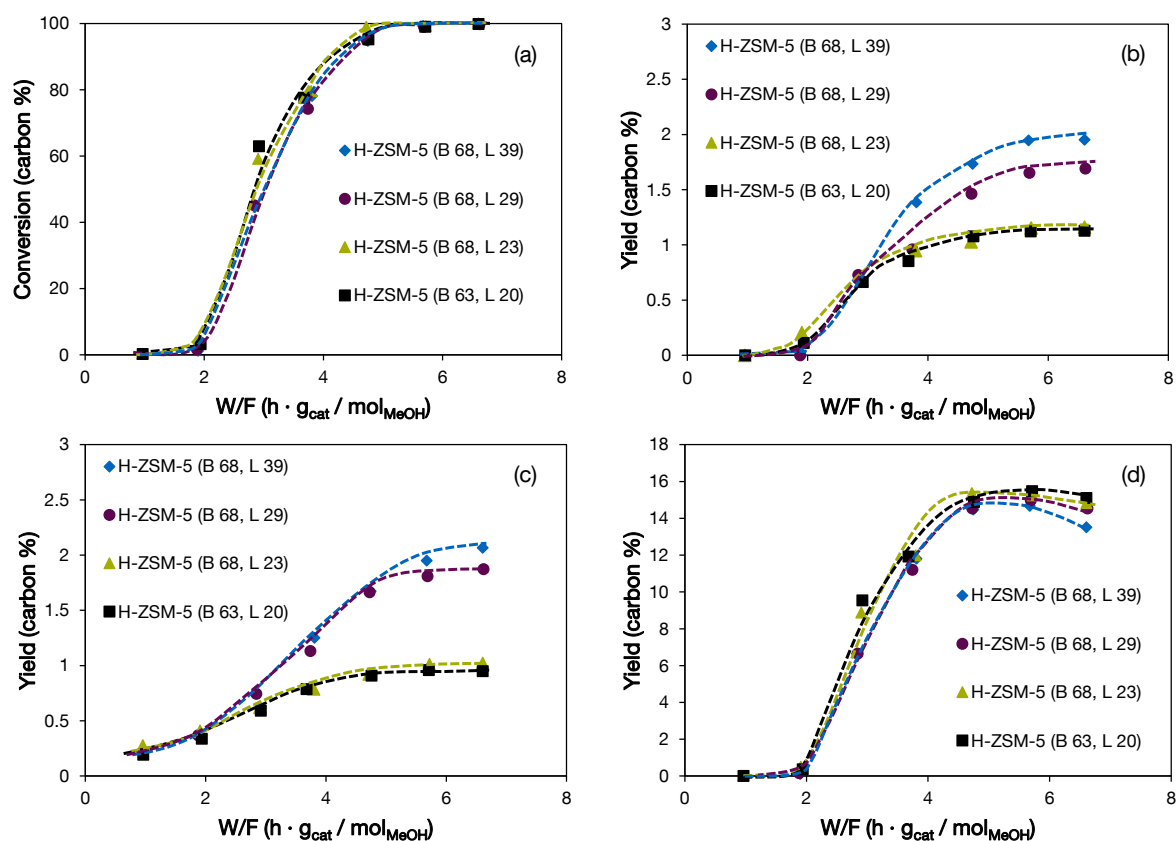 (a)
Conversion (carbon %)
100
80
60
40
20
0
H-ZSM-5 (B 68, L 39)
H-ZSM-5 (B 68, L 29)
H-ZSM-5 (B 68, L 23)
H-ZSM-5 (B 63, L 20)
0 2 4 6 8
W/F (h · gcat / molMeOH)
(b)
Yield (carbon %)
3
2.5
2
1.5
1
0.5
0
H-ZSM-5 (B 68, L 39)
H-ZSM-5 (B 68, L 29)
H-ZSM-5 (B 68, L 23)
H-ZSM-5 (B 63, L 20)
0 2 4 6 8
W/F (h · gcat / molMeOH)
(c)
Yield (carbon %)
3
2.5
2
1.5
1
0.5
0
H-ZSM-5 (B 68, L 39)
H-ZSM-5 (B 68, L 29)
H-ZSM-5 (B 68, L 23)
H-ZSM-5 (B 63, L 20)
0 2 4 6 8
W/F (h · gcat / molMeOH)
(d)
Yield (carbon %)
18
16
14
12
10
8
6
4
2
0
H-ZSM-5 (B 68, L 39)
H-ZSM-5 (B 68, L 29)
H-ZSM-5 (B 68, L 23)
H-ZSM-5 (B 63, L 20)
0 2 4 6 8
W/F (h · gcat / molMeOH)